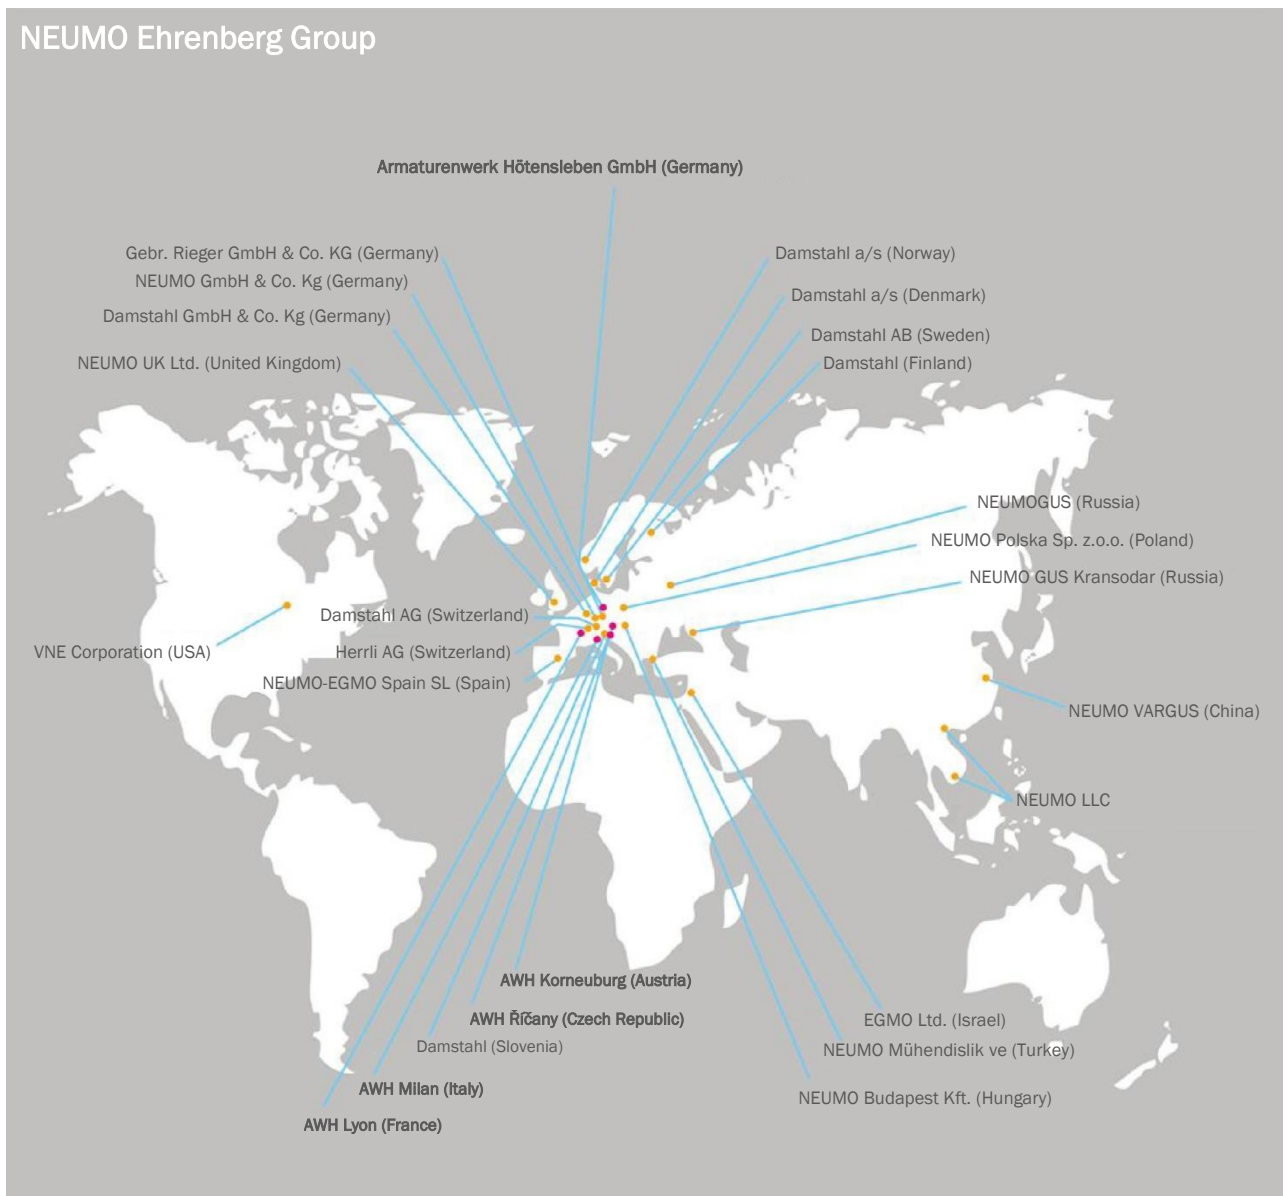 NEUMO Ehrenberg Group
Armaturenwerk Hötensleben GmbH (Germany)
Gebr. Rieger GmbH & Co. KG (Germany)
NEUMO GmbH & Co. Kg (Germany)
Damstahl GmbH & Co. Kg (Germany)
NEUMO UK Ltd. (United Kingdom)
Damstahl a/s (Norway)
Damstahl a/s (Denmark)
Damstahl AB (Sweden)
Damstahl (Finland)
NEUMOGUS (Russia)
NEUMO Polska Sp. z.o.o. (Poland)
NEUMO GUS Kransodar (Russia)
Damstahl AG (Switzerland)
VNE Corporation (USA)
Herrli AG (Switzerland)
NEUMO-EGMO Spain SL (Spain)
NEUMO VARGUS (China)
NEUMO LLC
AWH Korneuburg (Austria)
AWH Říčany (Czech Republic)
Damstahl (Slovenia)
AWH Milan (Italy)
AWH Lyon (France)
EGMO Ltd. (Israel)
NEUMO Mühendislik ve (Turkey)
NEUMO Budapest Kft. (Hungary)